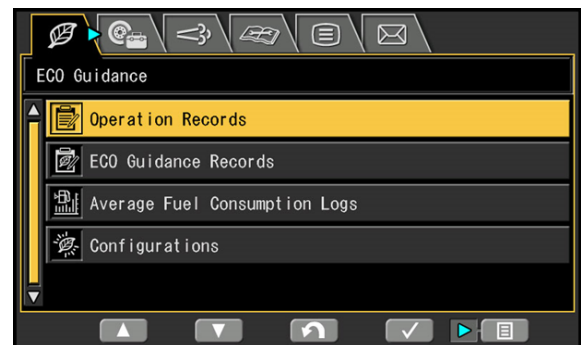 ECO Guidance
Operation Records
ECO Guidance Records
Average Fuel Consumption Logs
Configurations